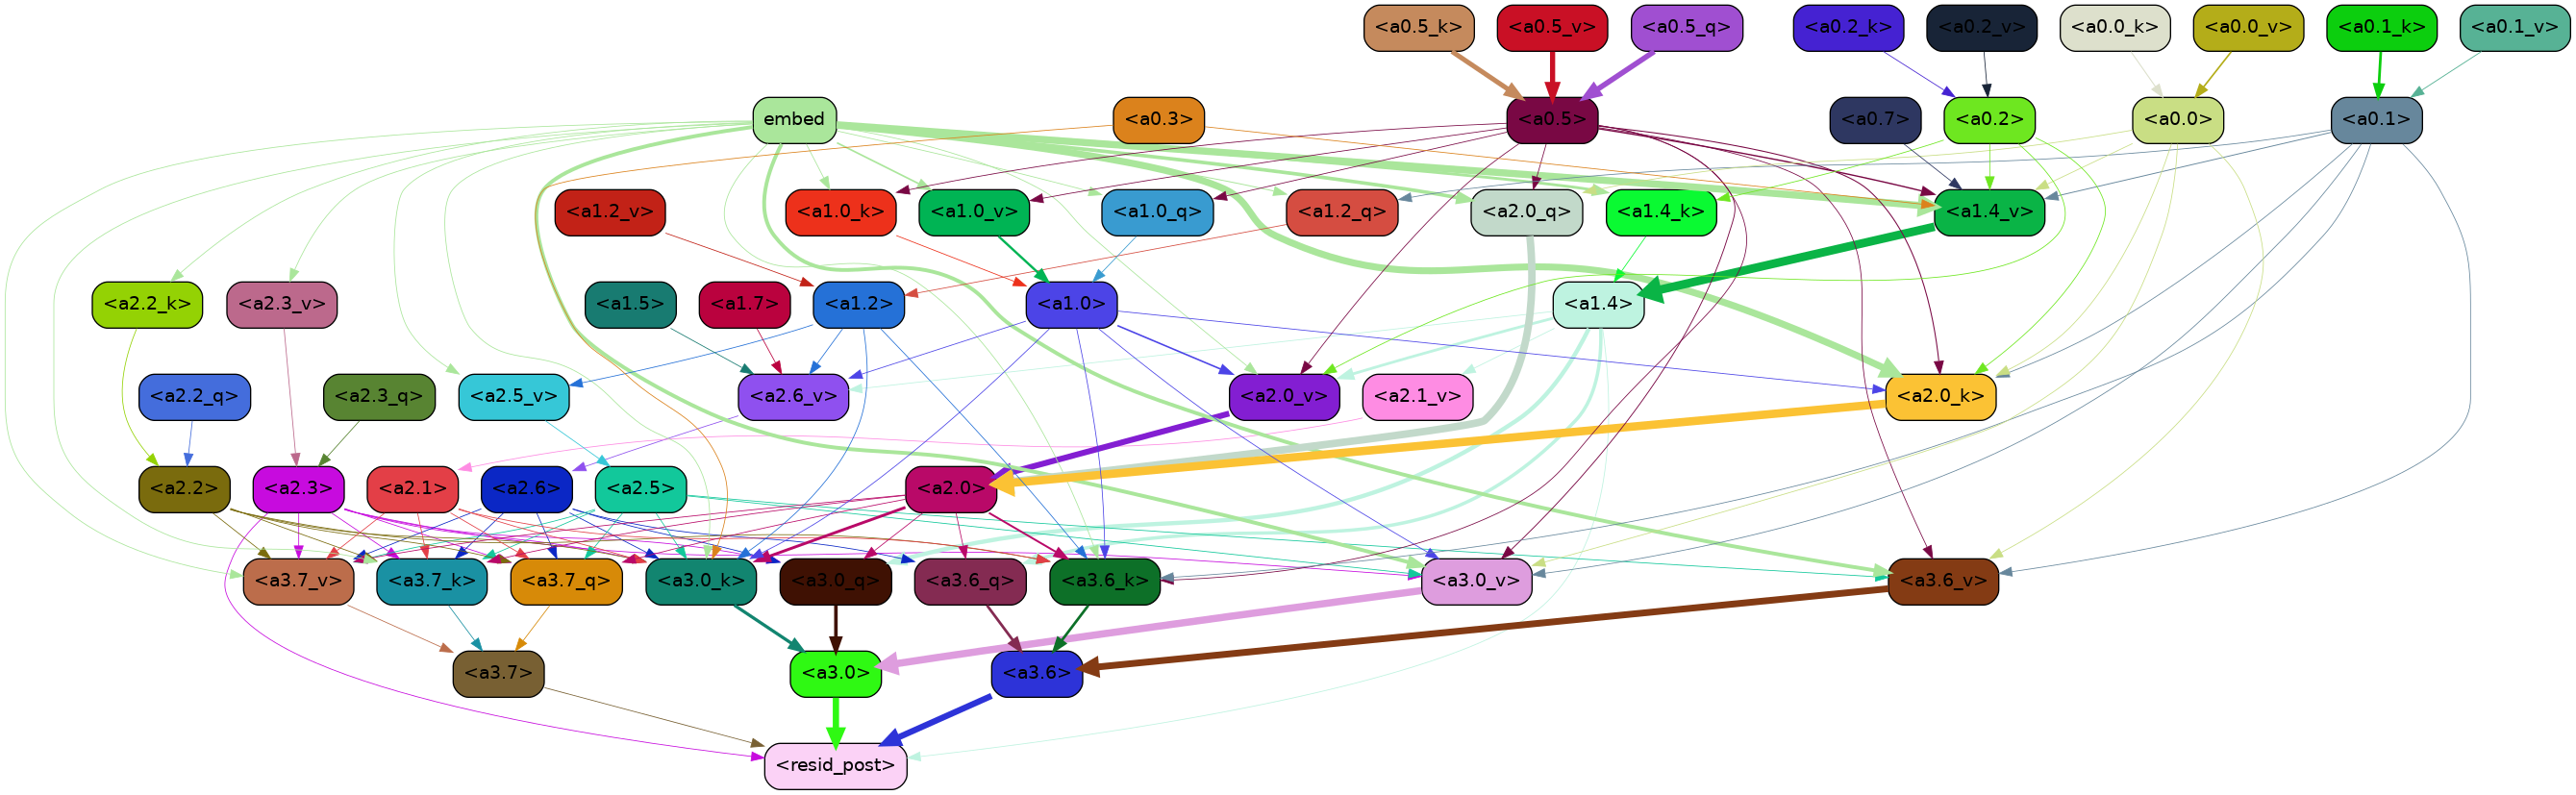 <a0.5_k> <a0.5_v> <a0.5_q> <a0.2_k> <a0.2_v> <a0.0_k> <a0.0_v> <a0.1_k> <a0.1_v>
embed <a0.3> <a0.5> <a0.7> <a0.2> <a0.0> <a0.1>
<a1.2_v> <a1.0_k> <a1.0_v> <a1.0_q> <a1.2_q> <a2.0_q> <a1.4_k> <a1.4_v>
<a2.2_k> <a2.3_v> <a1.5> <a1.7> <a1.2> <a1.0> <a1.4>
<a2.2_q> <a2.3_q> <a2.5_v> <a2.6_v> <a2.0_v> <a2.1_v> <a2.0_k>
<a2.2> <a2.3> <a2.1> <a2.6> <a2.5> <a2.0>
<a3.7_v> <a3.7_k> <a3.7_q> <a3.0_k> <a3.0_q> <a3.6_q> <a3.6_k> <a3.0_v> <a3.6_v>
<a3.7> <a3.0> <a3.6>
<resid_post>